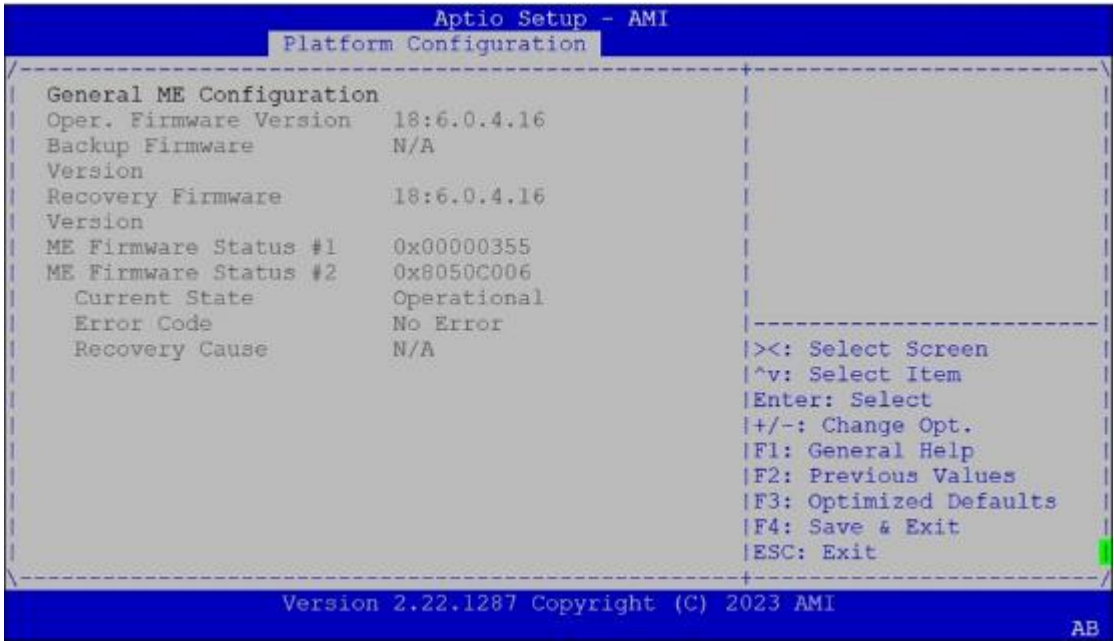 Aptio Setup - AMI
Platform Configuration
General ME Configuration
Oper. Firmware Version 18:6.0.4.16
Backup Firmware N/A
Version
Recovery Firmware 18:6.0.4.16
Version
ME Firmware Status #1 0x00000355
ME Firmware Status #2 0x8050C006
Current State Operational
Error Code No Error
Recovery Cause N/A
><: Select Screen
^v: Select Item
Enter: Select
+/-: Change Opt.
F1: General Help
F2: Previous Values
F3: Optimized Defaults
F4: Save & Exit
ESC: Exit
Version 2.22.1287 Copyright (C) 2023 AMI
AB